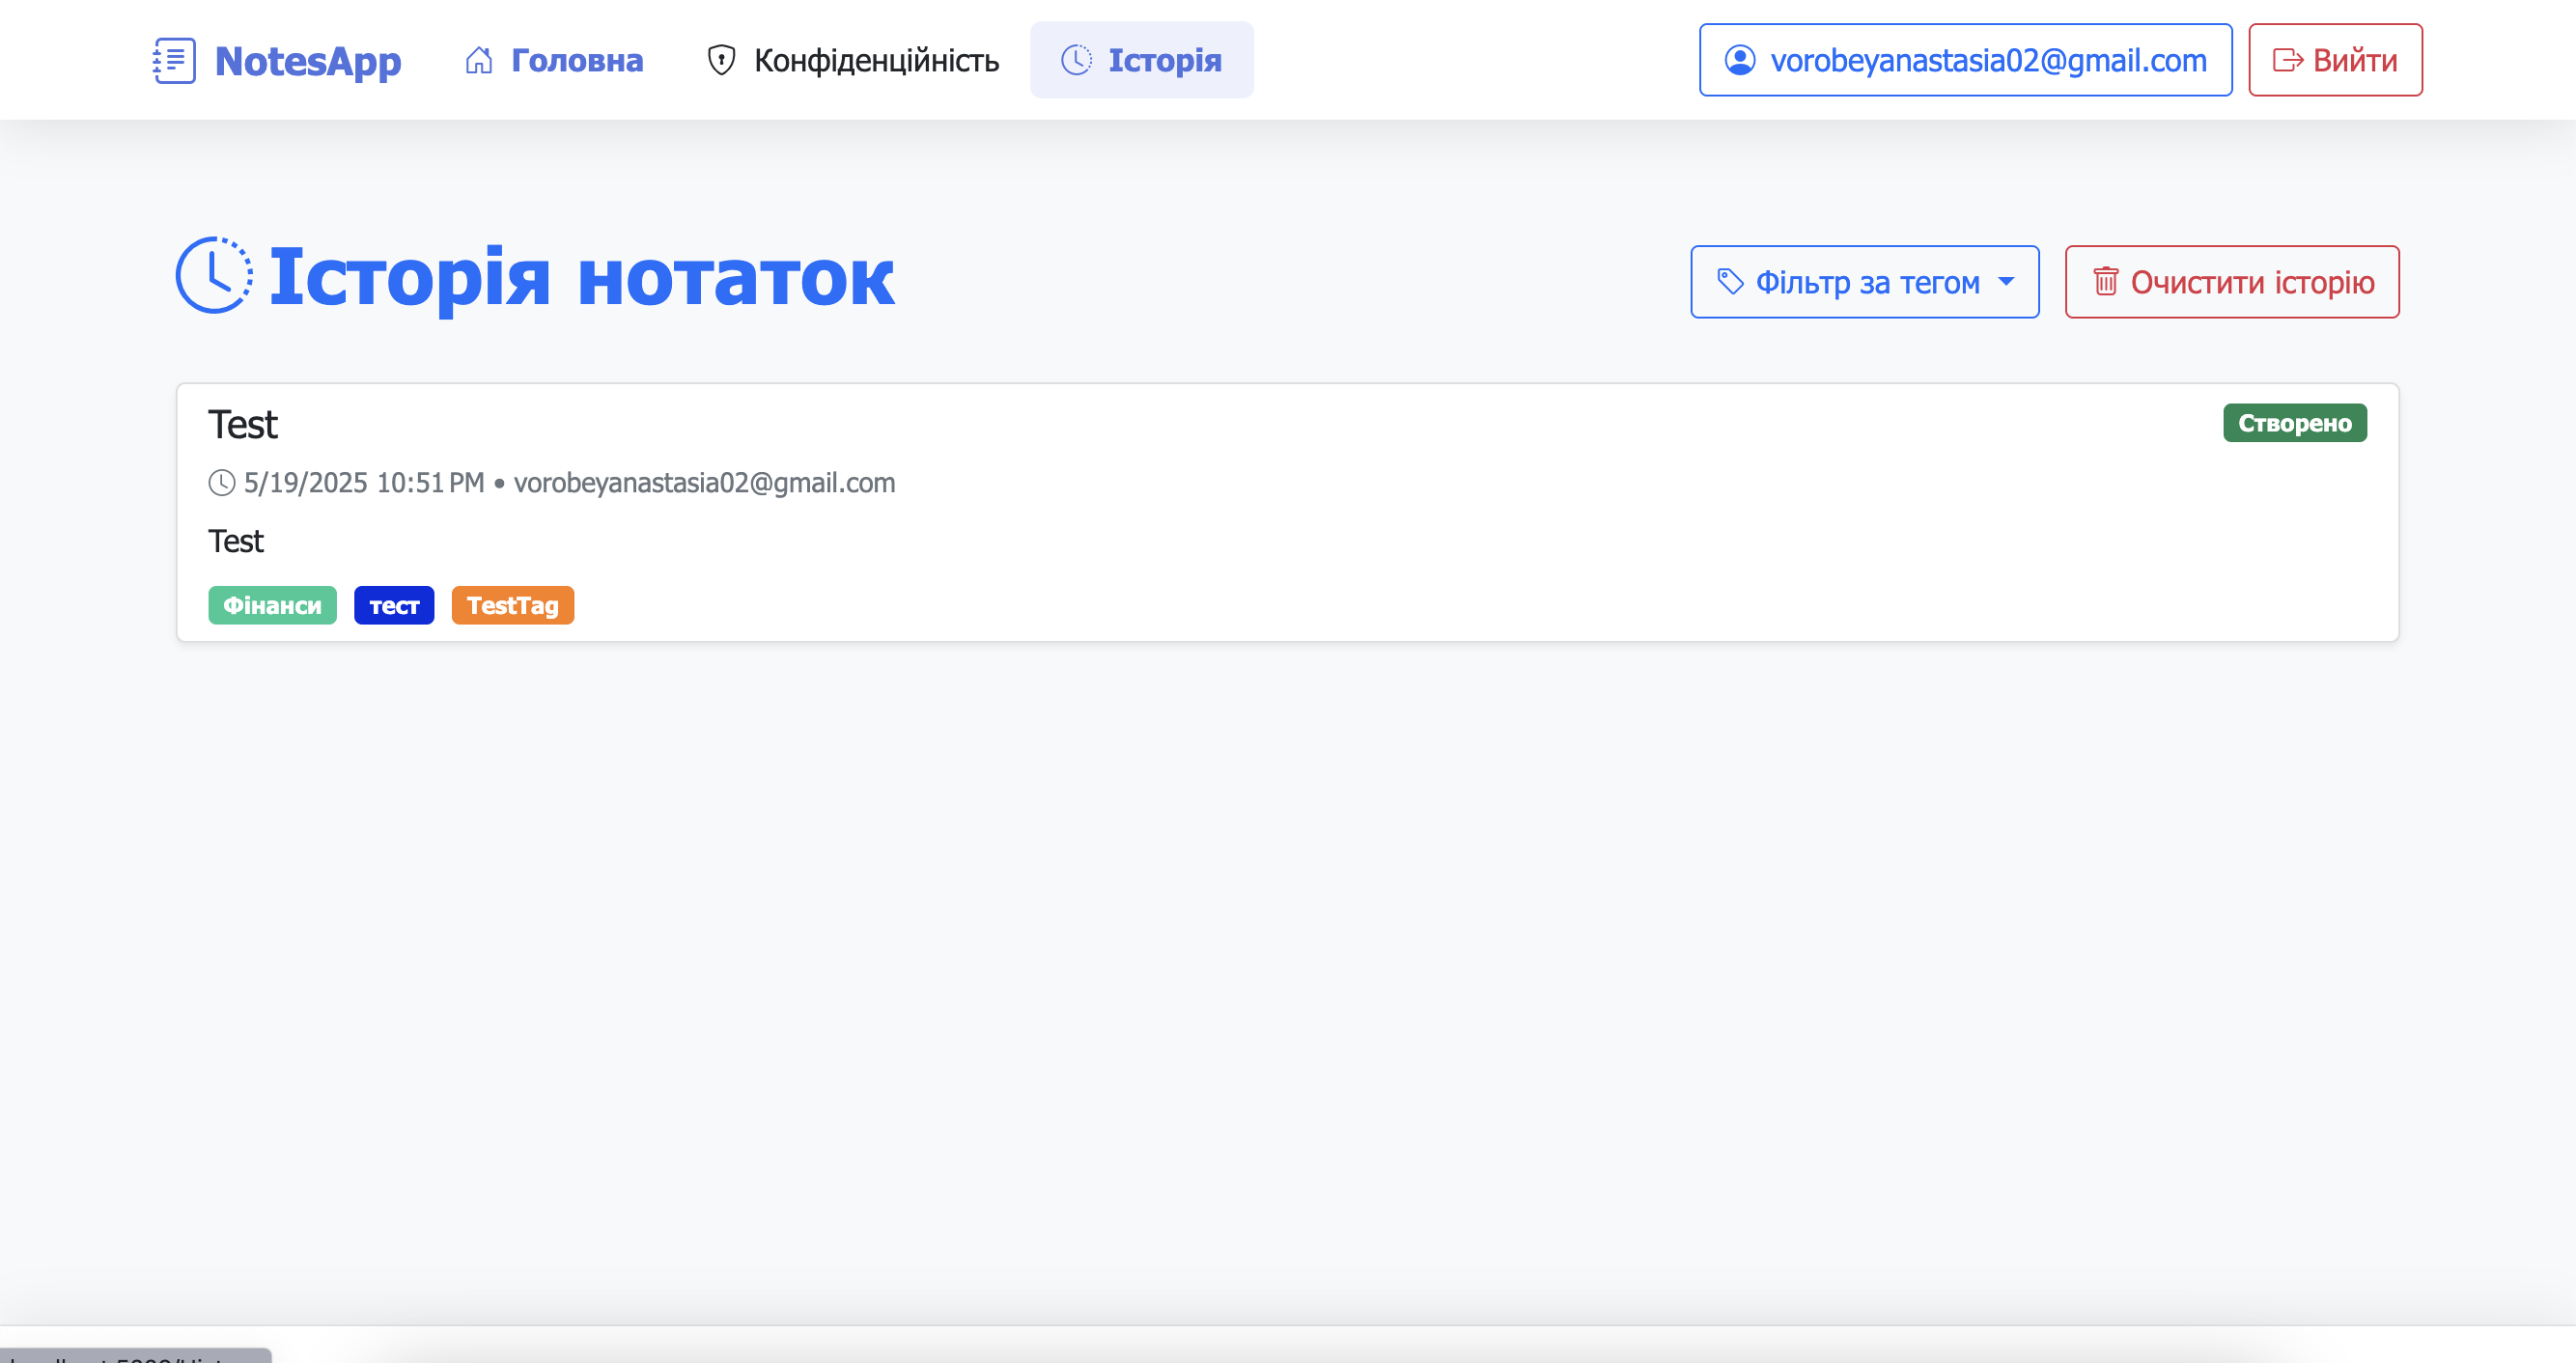 NotesApp Головна Конфіденційність Історія vorobeyanastasia02@gmail.com Вийти
Історія нотаток Фільтр за тегом Очистити історію
Test Створено
5/19/2025 10:51 PM • vorobeyanastasia02@gmail.com
Test
Фінанси тест TestTag